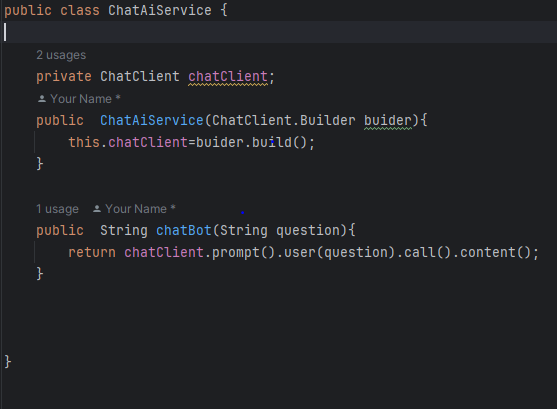 public class ChatAiService {
2 usages
private ChatClient chatClient;
Your Name *
public  ChatAiService(ChatClient.Builder buider){
this.chatClient=buider.build();
}
1 usage Your Name *
public  String chatBot(String question){
return chatClient.prompt().user(question).call().content();
}
}